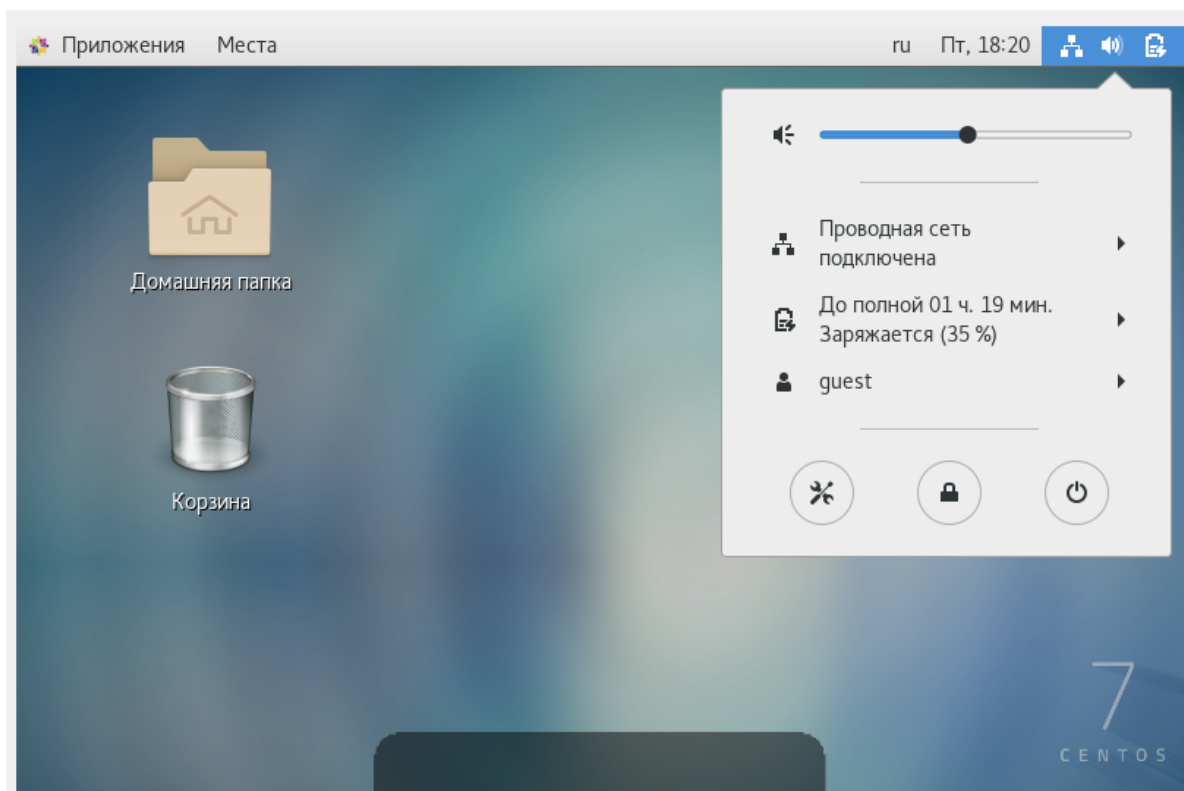 Приложения Места ru Пт, 18:20
Проводная сеть
подключена
До полной 01 ч. 19 мин.
Заряжается (35 %)
guest
Домашняя папка
Корзина
7
CENTOS